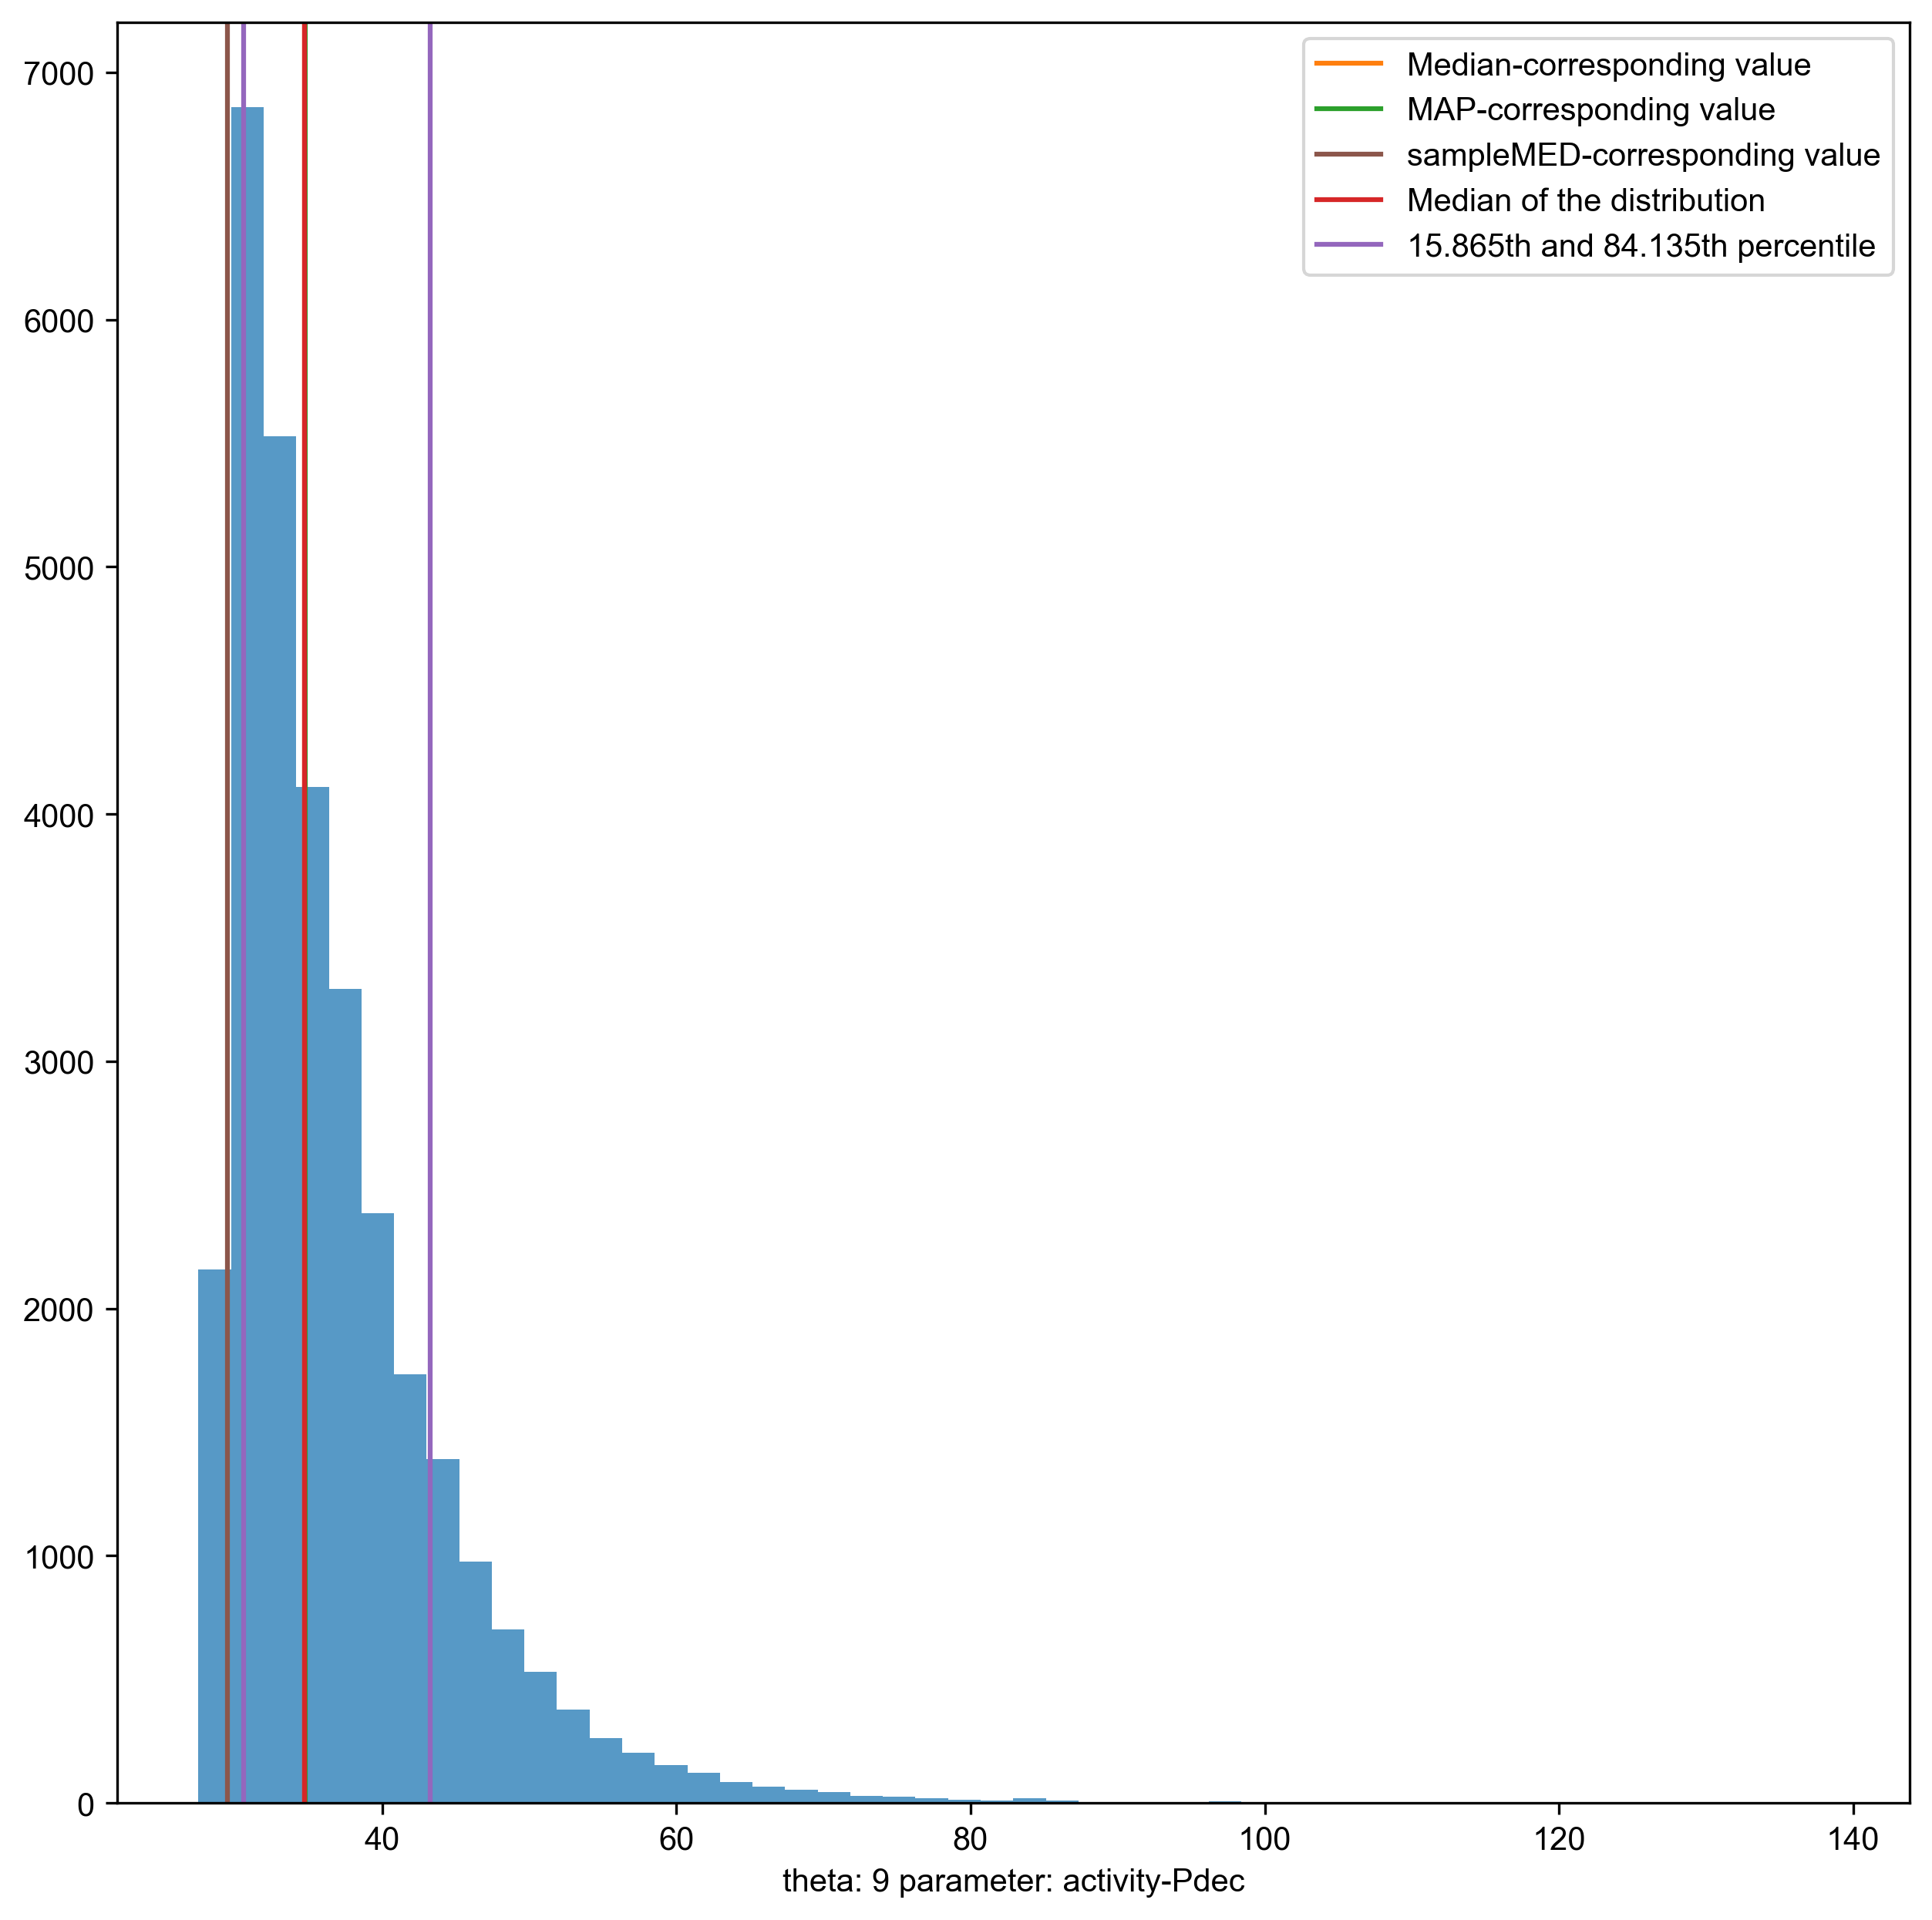 7000
6000
5000
4000
3000
2000
1000
0
Median-corresponding value
MAP-corresponding value
sampleMED-corresponding value
Median of the distribution
15.865th and 84.135th percentile
40 60 80 100 120 140
theta: 9 parameter: activity-Pdec